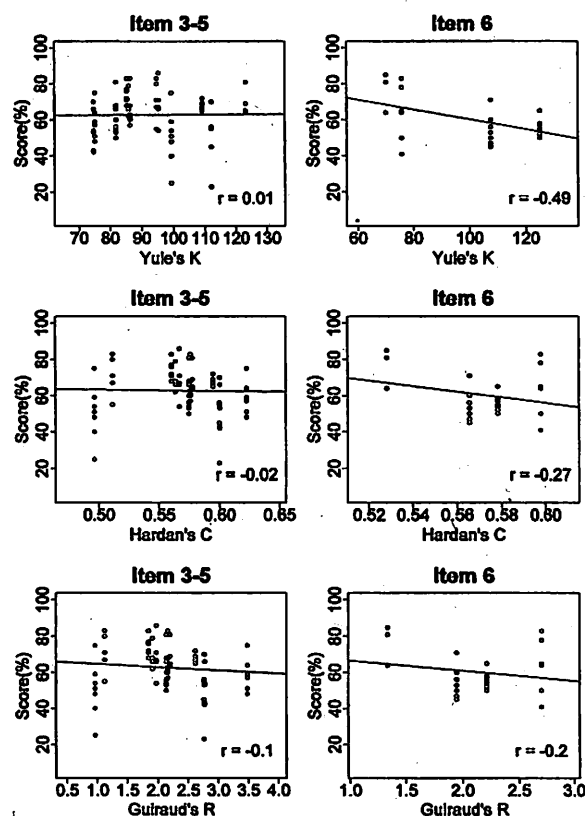 Item 3-5
Item 6
Score(%)
20 40 60 80 100
r = 0.01
70 80 90 100 110 120 130
Yule's K
Score(%)
20 40 60 80 100
r = -0.49
60 80 100 120
Yule's K
Item 3-5
Item 6
Score(%)
20 40 60 80 100
r = -0.02
0.50 0.55 0.60 0.65
Hardan's C
Score(%)
20 40 60 80 100
r = -0.27
0.52 0.54 0.56 0.58 0.60
Hardan's C
Item 3-5
Item 6
Score(%)
20 40 60 80 100
r = -0.1
0.5 1.0 1.5 2.0 2.5 3.0 3.5 4.0
Guiraud's R
Score(%)
20 40 60 80 100
r = -0.2
1.0 1.5 2.0 2.5 3.0
Guiraud's R